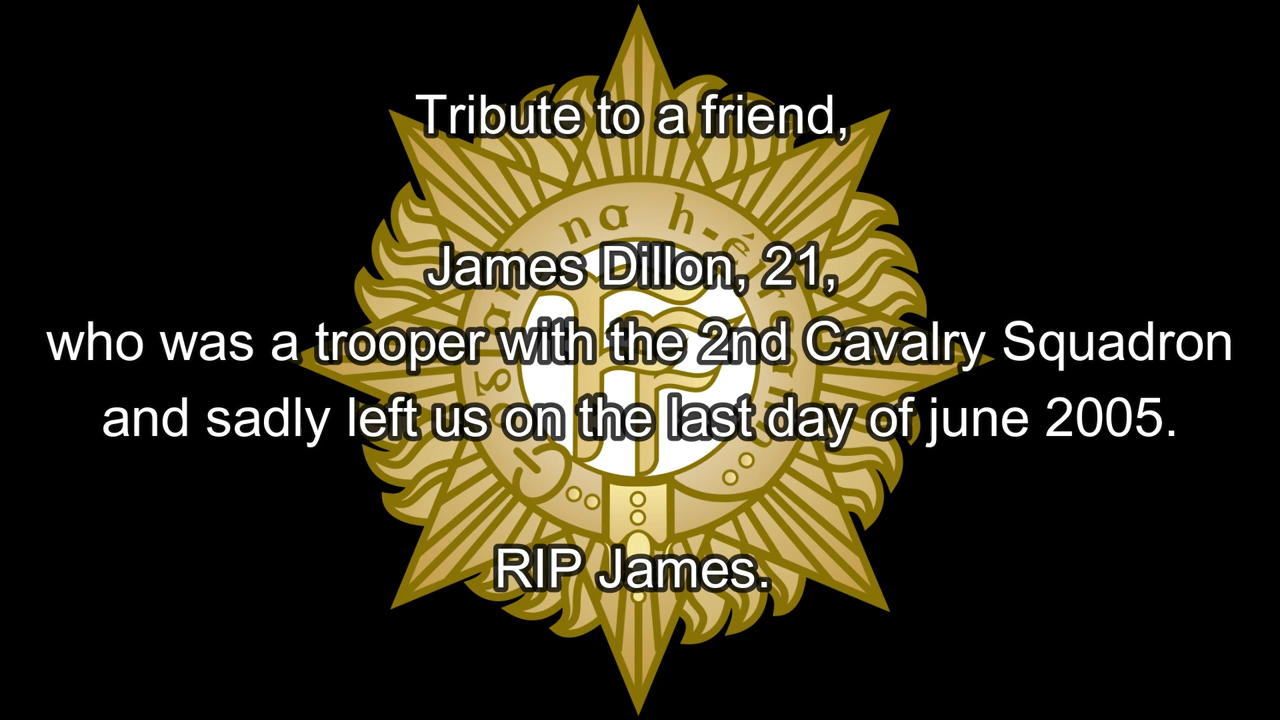 Tribute to a friend,
na h-é
James Dillon, 21,
who was a trooper with the 2nd Cavalry Squadron
and sadly left us on the last day of june 2005.
RIP James.